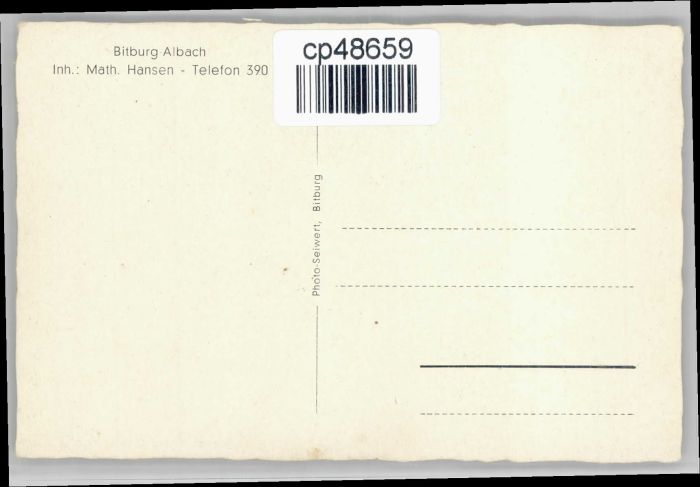 Bitburg-Albach
Inh.: Math. Hansen - Telefon 390
cp48659
Photo-Seiwert, Bitburg